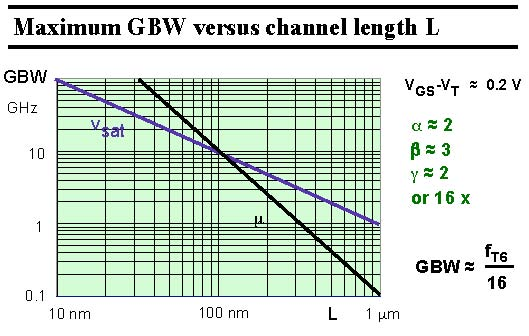 Maximum GBW versus channel length L
GBW
GHz
10
1
0.1
10 nm
100 nm
L
1 µm
vsat
µ
VGS-VT ≈ 0.2 V
α ≈ 2
β ≈ 3
γ ≈ 2
or 16 x
GBW ≈ fT6
16